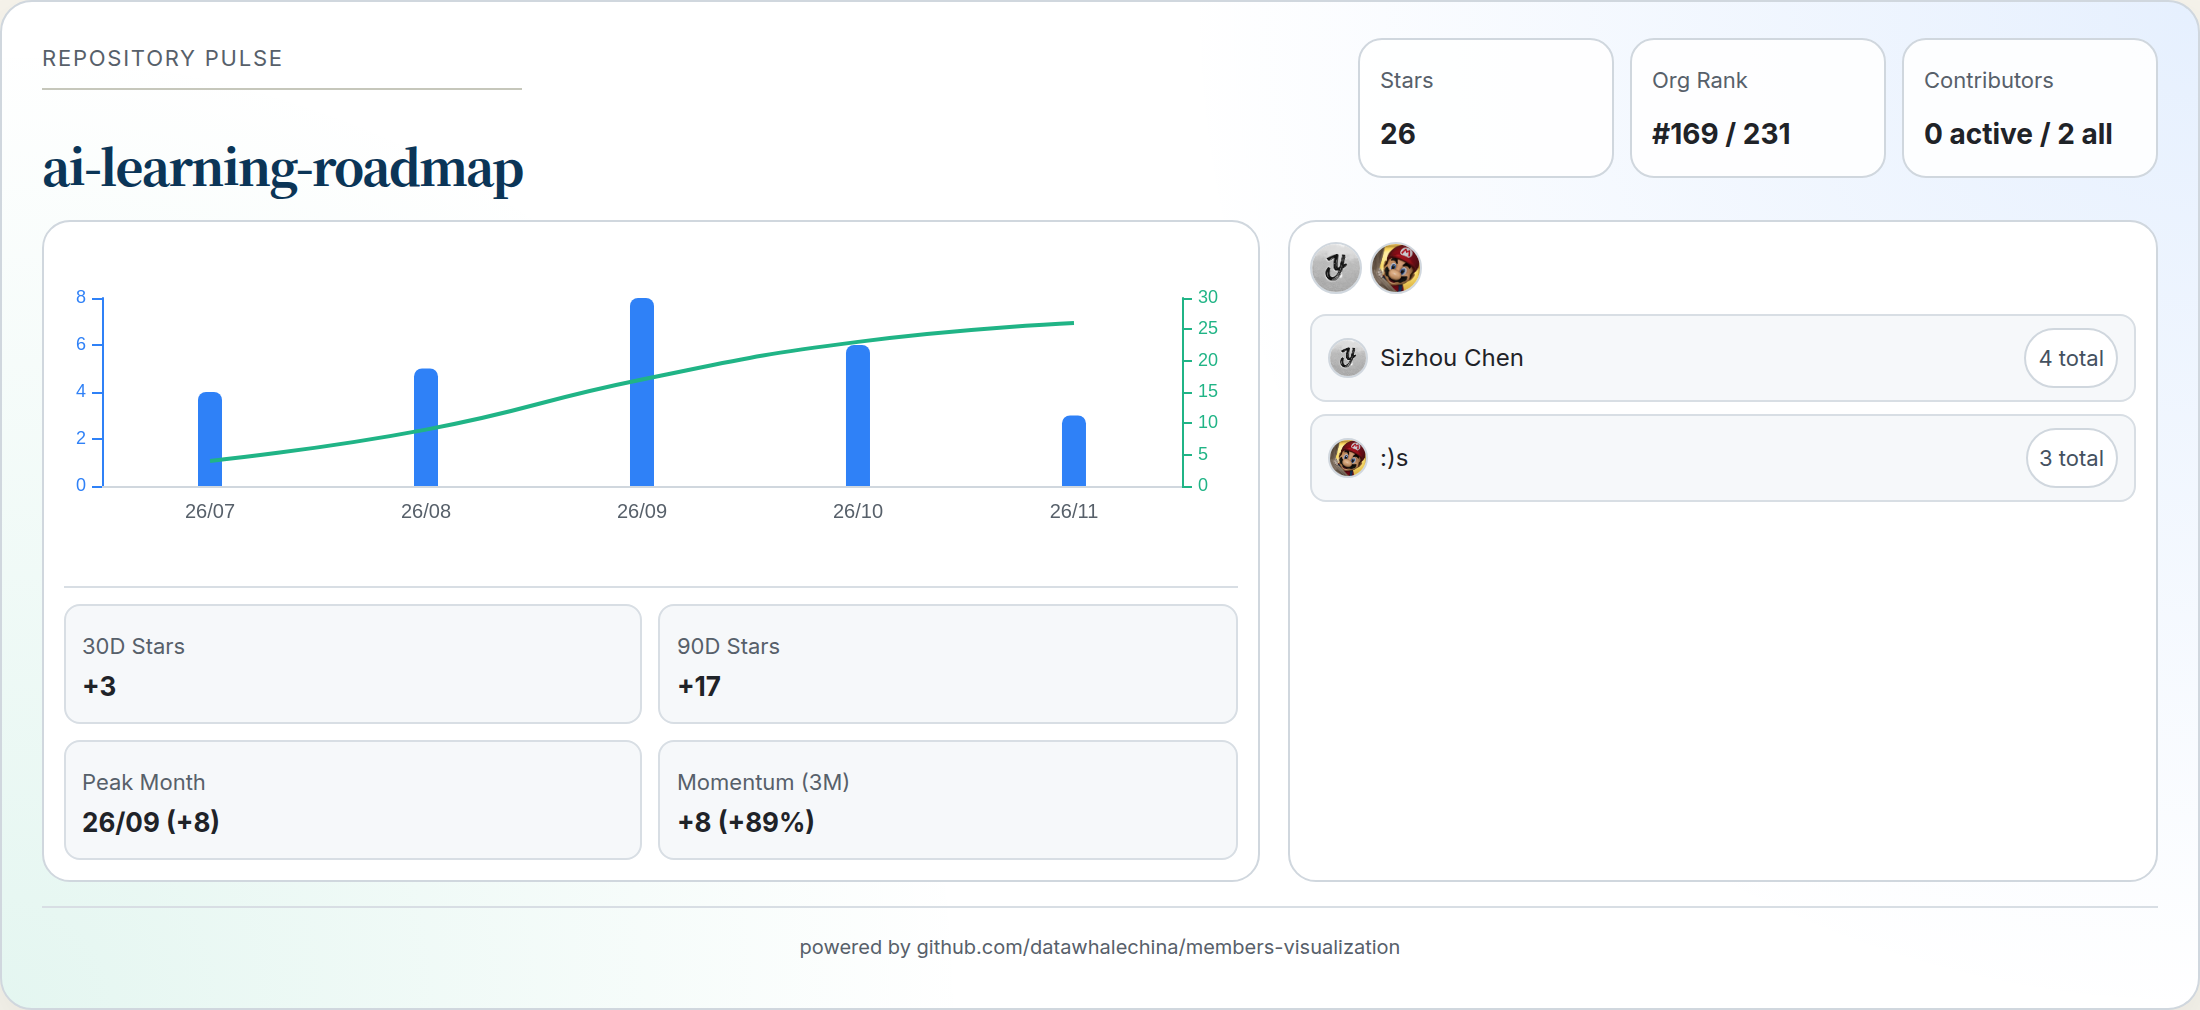 REPOSITORY PULSE
ai-learning-roadmap
Stars
26
Org Rank
#169 / 231
Contributors
0 active / 2 all
8
6
4
2
0
30
25
20
15
10
5
0
26/07
26/08
26/09
26/10
26/11
30D Stars
+3
90D Stars
+17
Peak Month
26/09 (+8)
Momentum (3M)
+8 (+89%)
Sizhou Chen
4 total
:)s
3 total
powered by github.com/datawhalechina/members-visualization